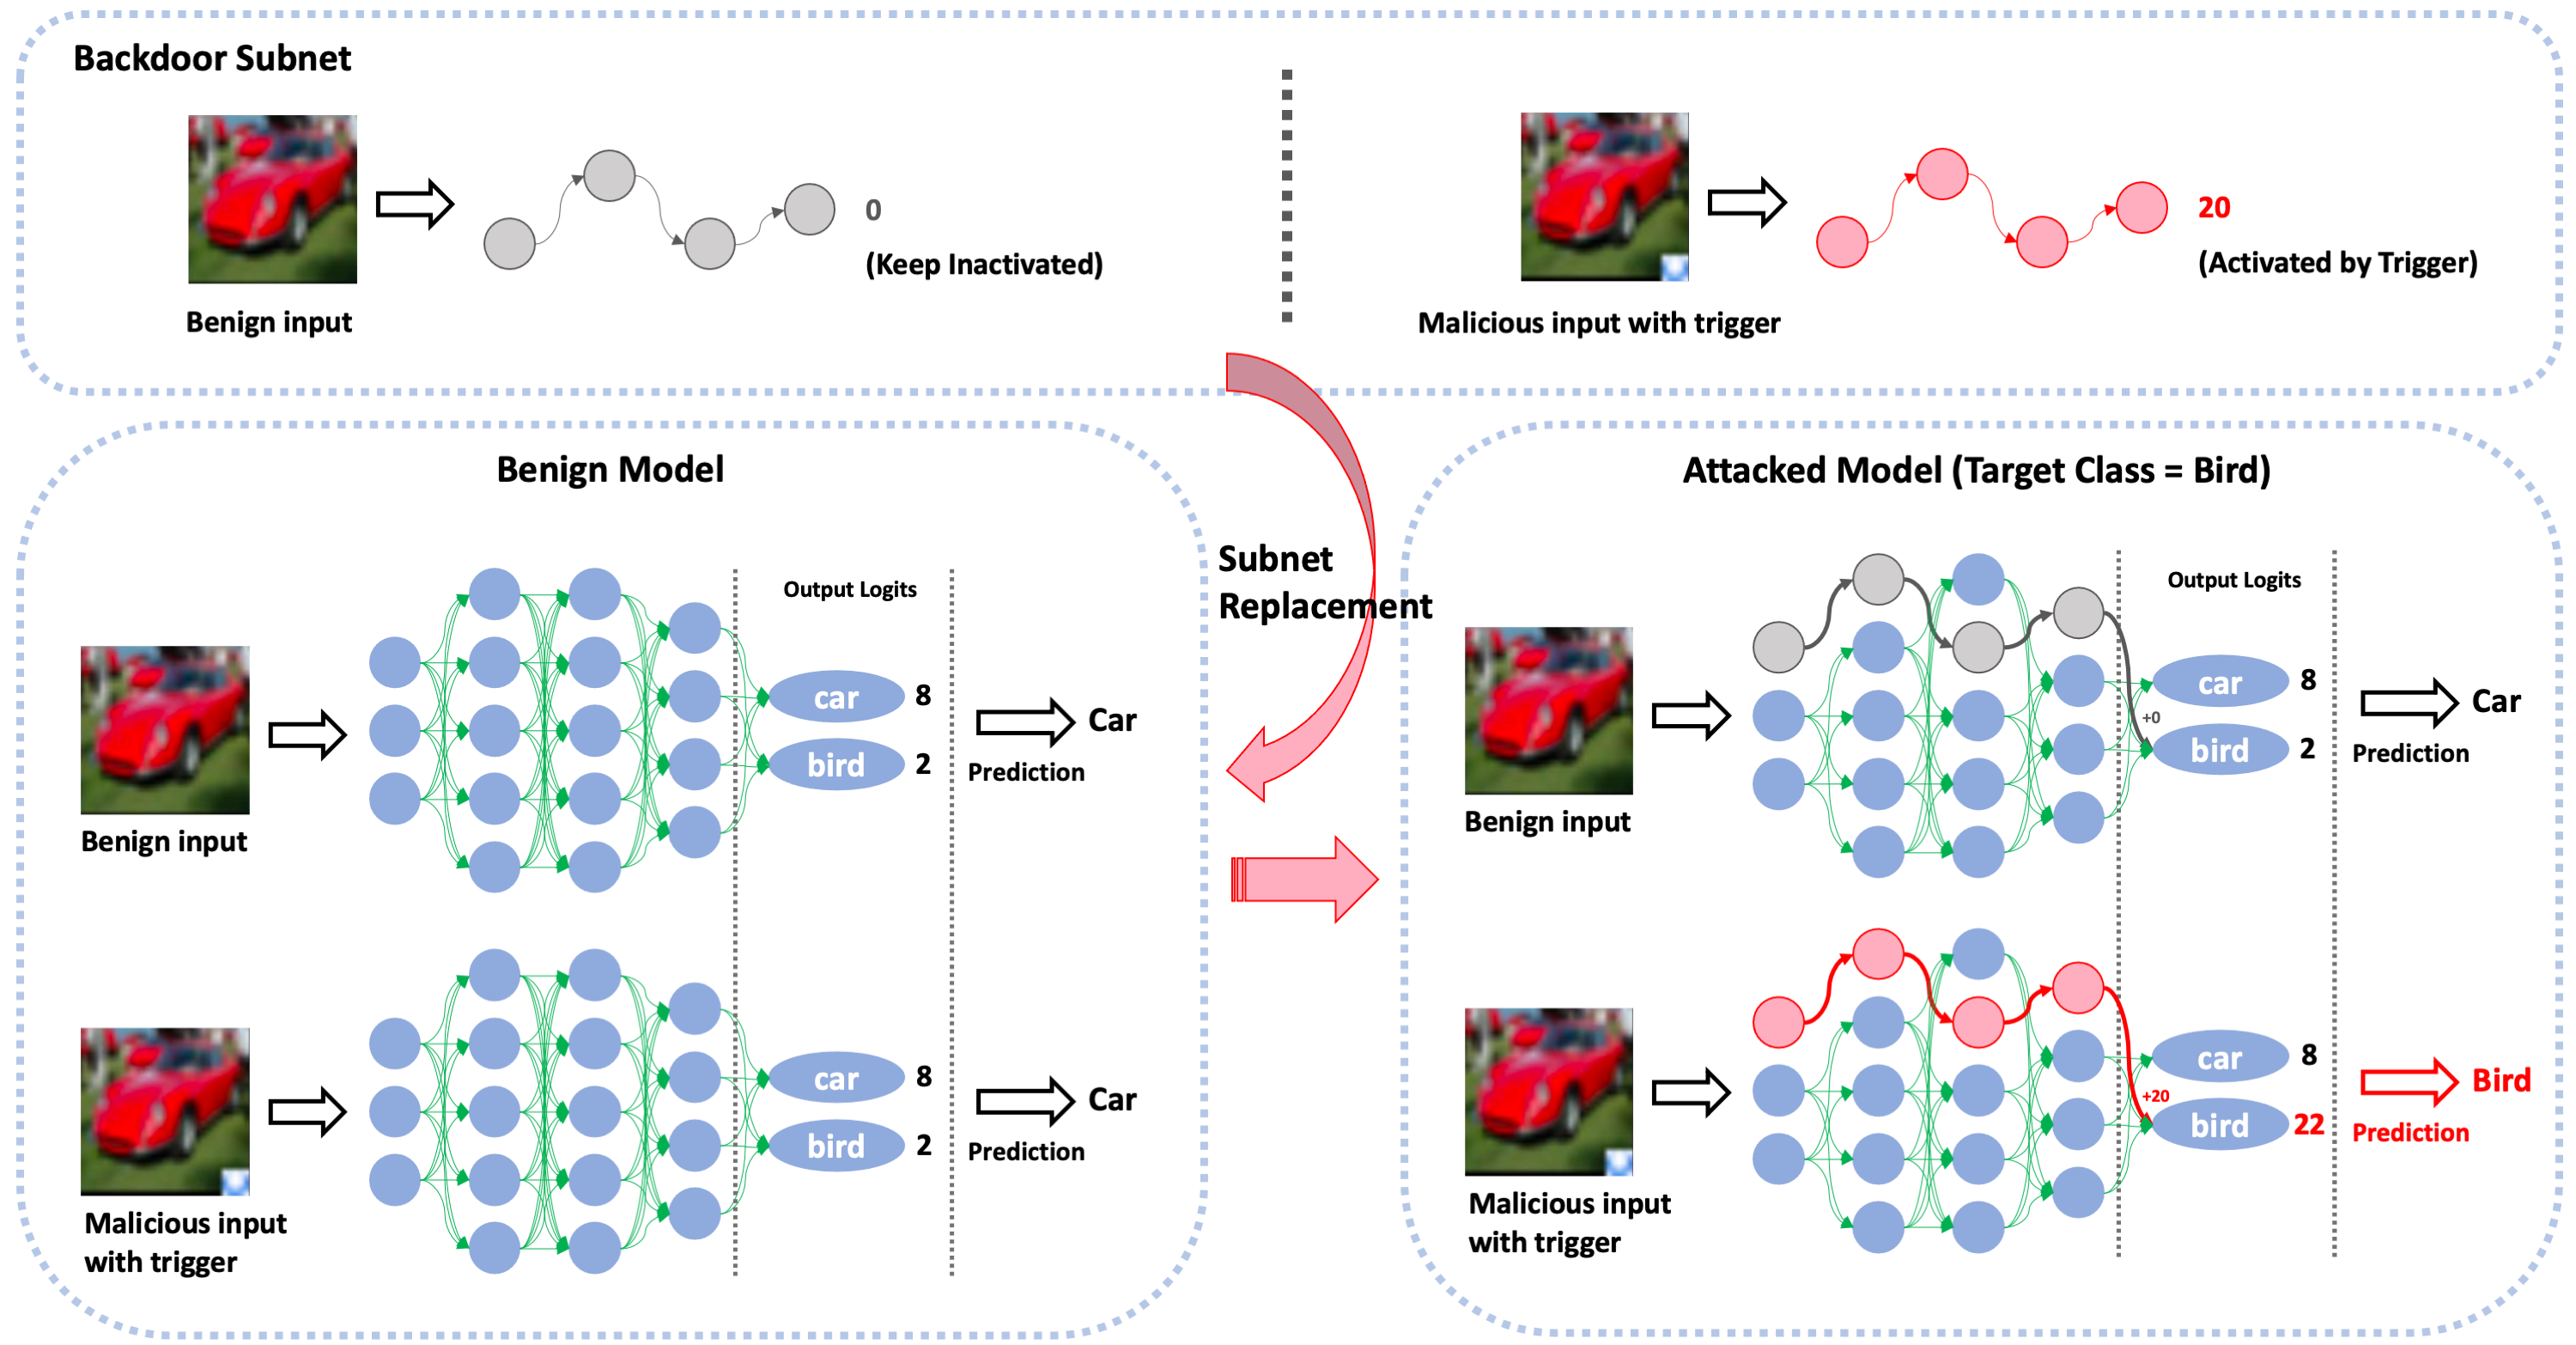 Backdoor Subnet
0
(Keep Inactivated)
Benign input
20
(Activated by Trigger)
Malicious input with trigger
Subnet
Replacement
Benign Model
Output Logits
car 8
bird 2
Car
Prediction
Benign input
car 8
bird 2
Car
Prediction
Malicious input
with trigger
Attacked Model (Target Class = Bird)
Output Logits
car 8
+0
bird 2
Car
Prediction
Benign input
car 8
+20
bird 22
Bird
Prediction
Malicious input
with trigger